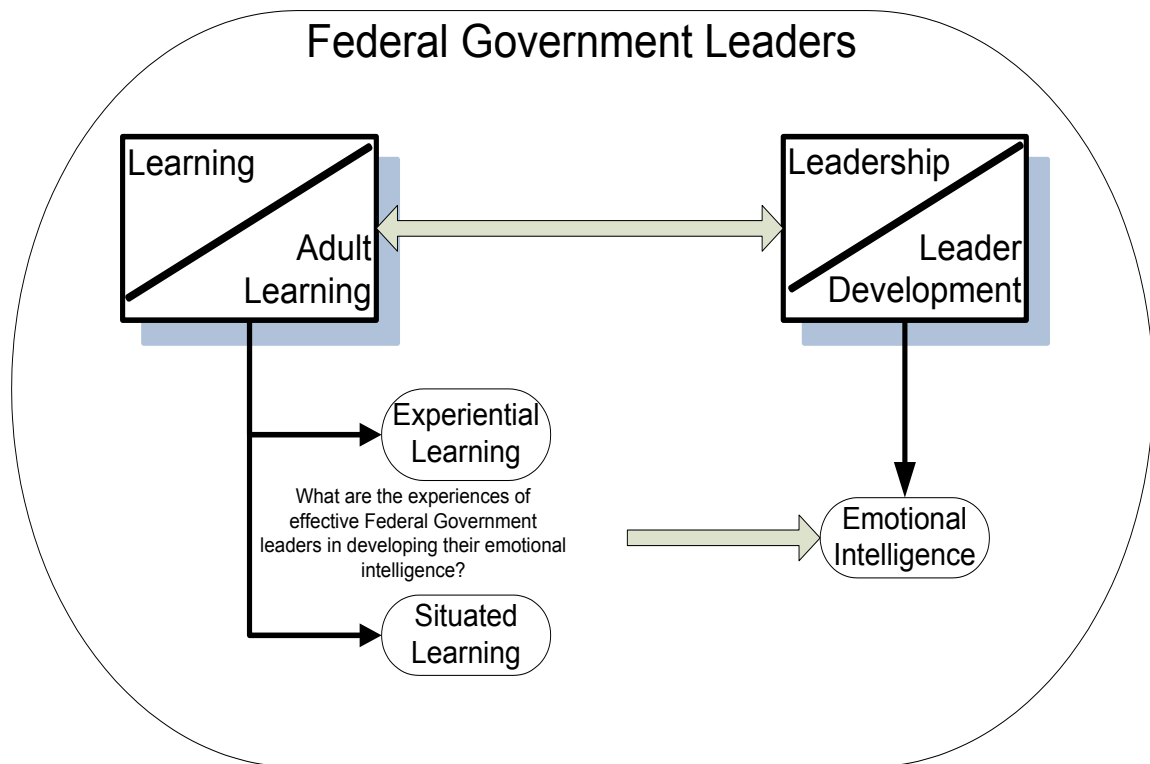 Federal Government Leaders
Learning
Adult
Learning
Leadership
Leader
Development
Experiential
Learning
What are the experiences of
effective Federal Government
leaders in developing their emotional
intelligence?
Emotional
Intelligence
Situated
Learning